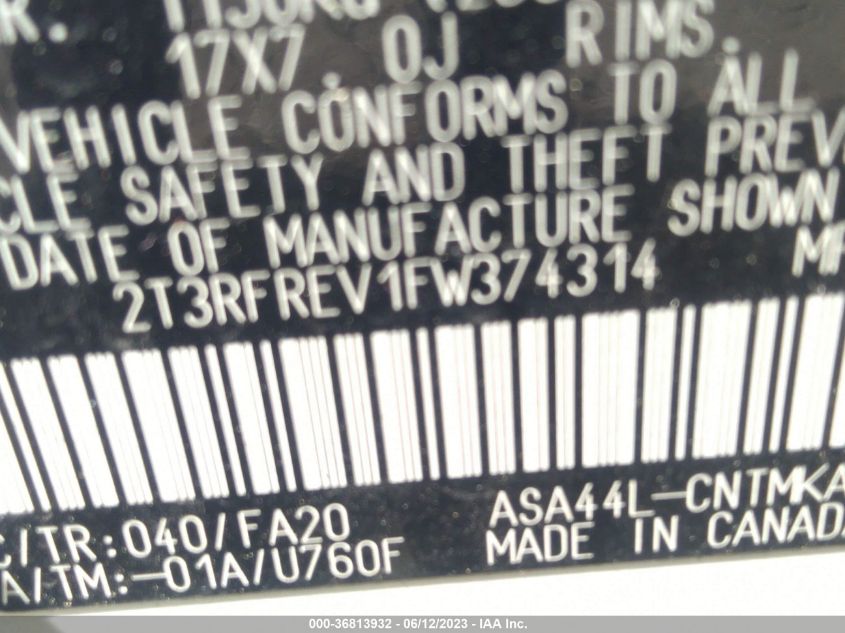 17X7 0J RIMS.
VEHICLE CONFORMS TO ALL
CLE SAFETY AND THEFT PREV
DATE OF MANUFACTURE SHOWN
2T3RFREV1FW374314 MF
C/TR:040/FA20 ASA44L-CNTMKA
A/TM:-01A/U760F MADE IN CANADA
000-36813932 - 06/12/2023 - IAA Inc.